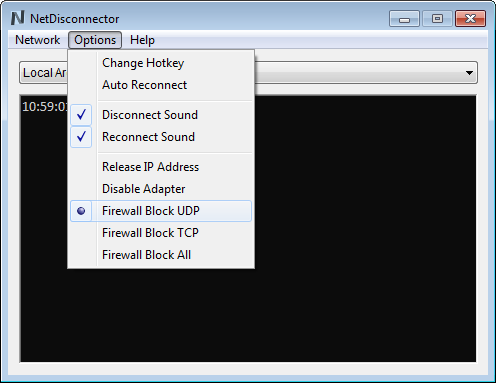 NetDisconnector
Network Options Help
Local Ar
Change Hotkey
Auto Reconnect
10:59:0
Disconnect Sound
Reconnect Sound
Release IP Address
Disable Adapter
Firewall Block UDP
Firewall Block TCP
Firewall Block All